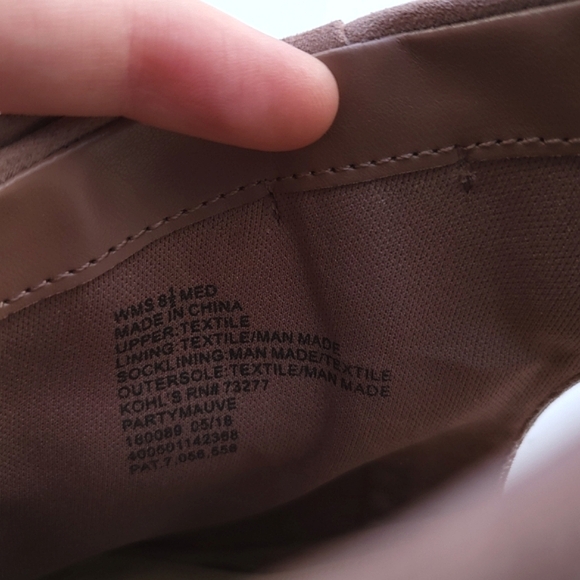 WMS 8½ MED
MADE IN CHINA
UPPER:TEXTILE
LINING:TEXTILE/MAN MADE
SOCKLINING:MAN MADE/TEXTILE
OUTERSOLE:TEXTILE/MAN MADE
KOHL'S RN# 73277
PARTYMAUVE
180089 05/18
400601142368
PAT.7,056,558